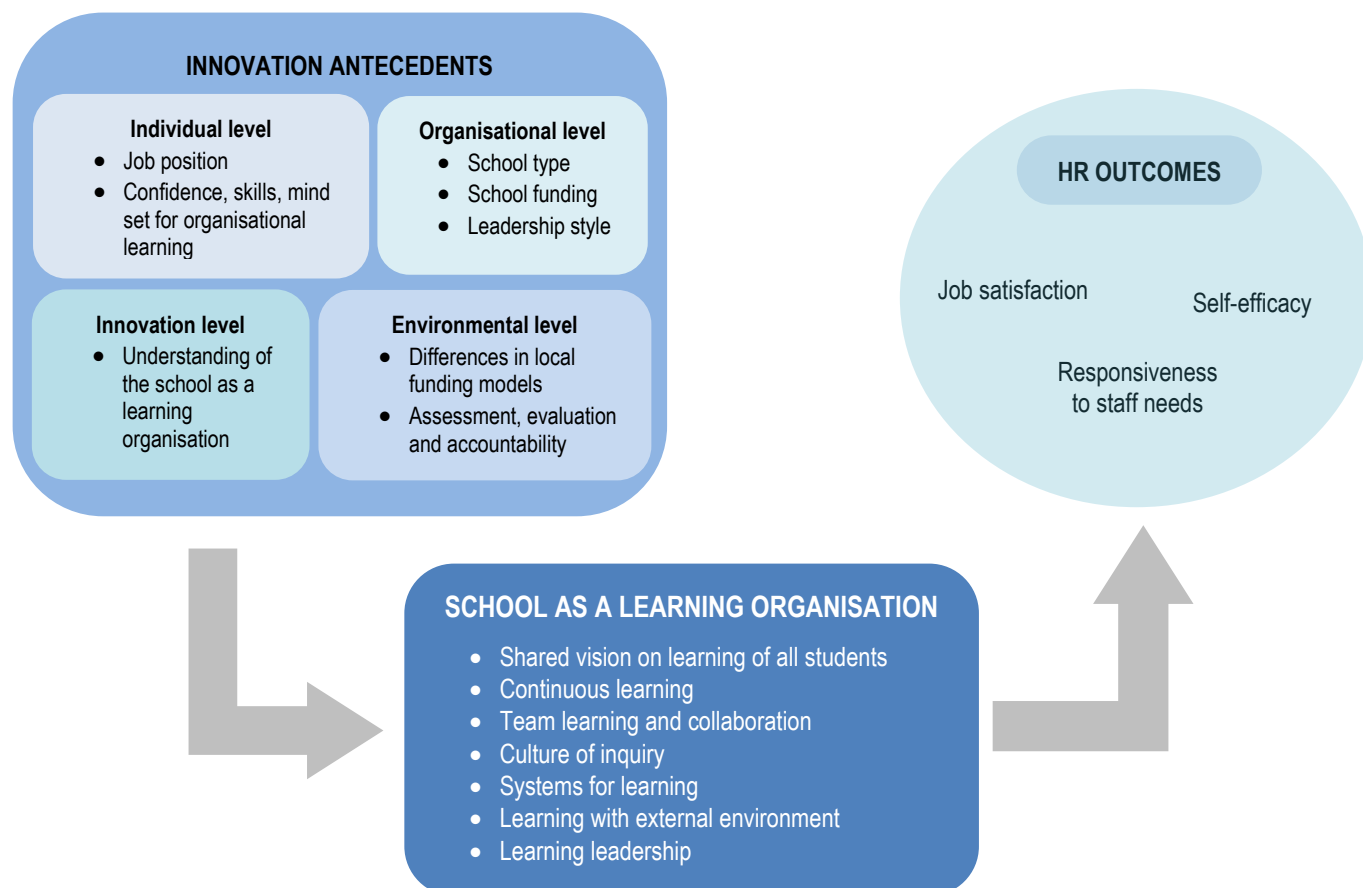 INNOVATION ANTECEDENTS
Individual level
● Job position
● Confidence, skills, mind
set for organisational
learning
Organisational level
● School type
● School funding
● Leadership style
Innovation level
● Understanding of
the school as a
learning
organisation
Environmental level
● Differences in local
funding models
● Assessment, evaluation
and accountability
HR OUTCOMES
Job satisfaction
Self-efficacy
Responsiveness
to staff needs
SCHOOL AS A LEARNING ORGANISATION
● Shared vision on learning of all students
● Continuous learning
● Team learning and collaboration
● Culture of inquiry
● Systems for learning
● Learning with external environment
● Learning leadership